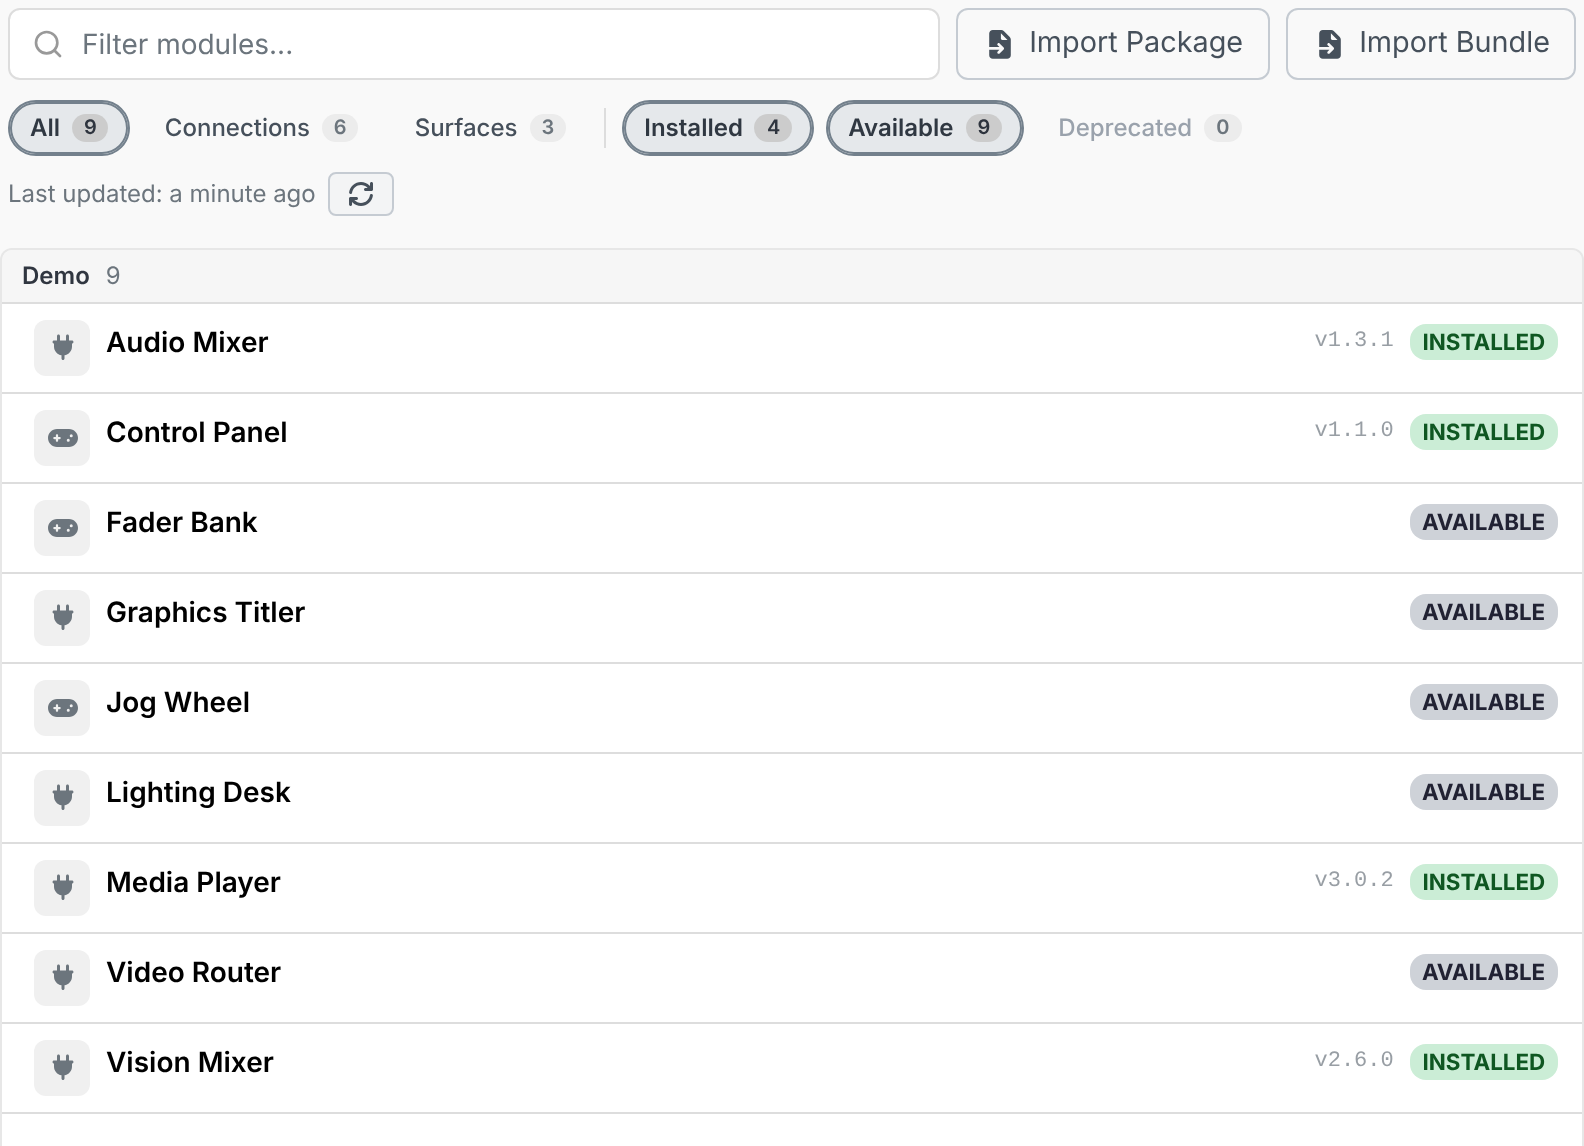 Filter modules...
Import Package
Import Bundle
All 9
Connections 6
Surfaces 3
Installed 4
Available 9
Deprecated 0
Last updated: a minute ago
Demo 9
Audio Mixer v1.3.1 INSTALLED
Control Panel v1.1.0 INSTALLED
Fader Bank AVAILABLE
Graphics Titler AVAILABLE
Jog Wheel AVAILABLE
Lighting Desk AVAILABLE
Media Player v3.0.2 INSTALLED
Video Router AVAILABLE
Vision Mixer v2.6.0 INSTALLED